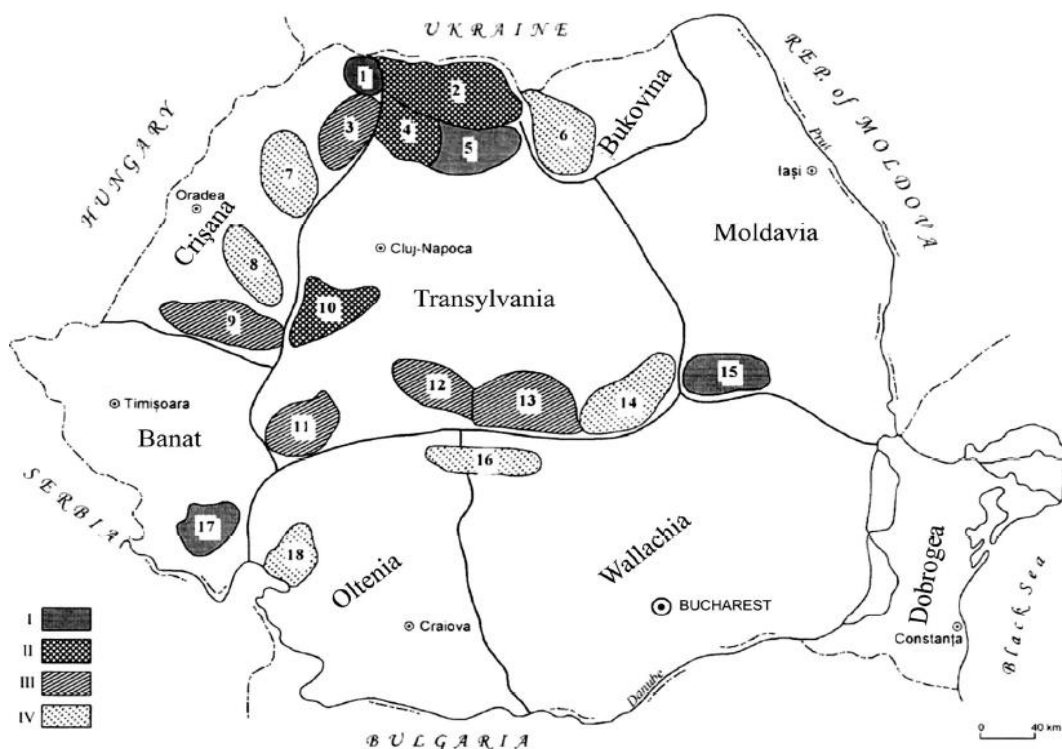 UKRAINE
REP. of MOLDOVA
HUNGARY
Bukovina
Prut
Iași
1
2
3
4
5
6
7
Oradea
Crișana
Cluj-Napoca
Moldavia
8
Transylvania
9
10
Timișoara
Banat
11
12
13
14
15
16
SERBIA
17
18
Oltenia
Wallachia
Dobrogea
Black Sea
BUCHAREST
Craiova
Constanța
Danube
BULGARIA
I
II
III
IV
0 40 km